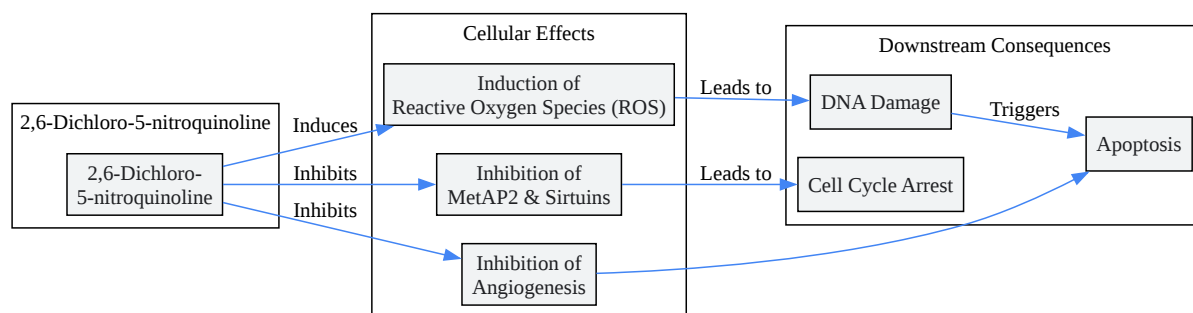 2,6-Dichloro-5-nitroquinoline
2,6-Dichloro-
5-nitroquinoline
Induces
Inhibits
Inhibits
Cellular Effects
Induction of
Reactive Oxygen Species (ROS)
Inhibition of
MetAP2 & Sirtuins
Inhibition of
Angiogenesis
Leads to
Leads to
Downstream Consequences
DNA Damage
Cell Cycle Arrest
Triggers
Apoptosis